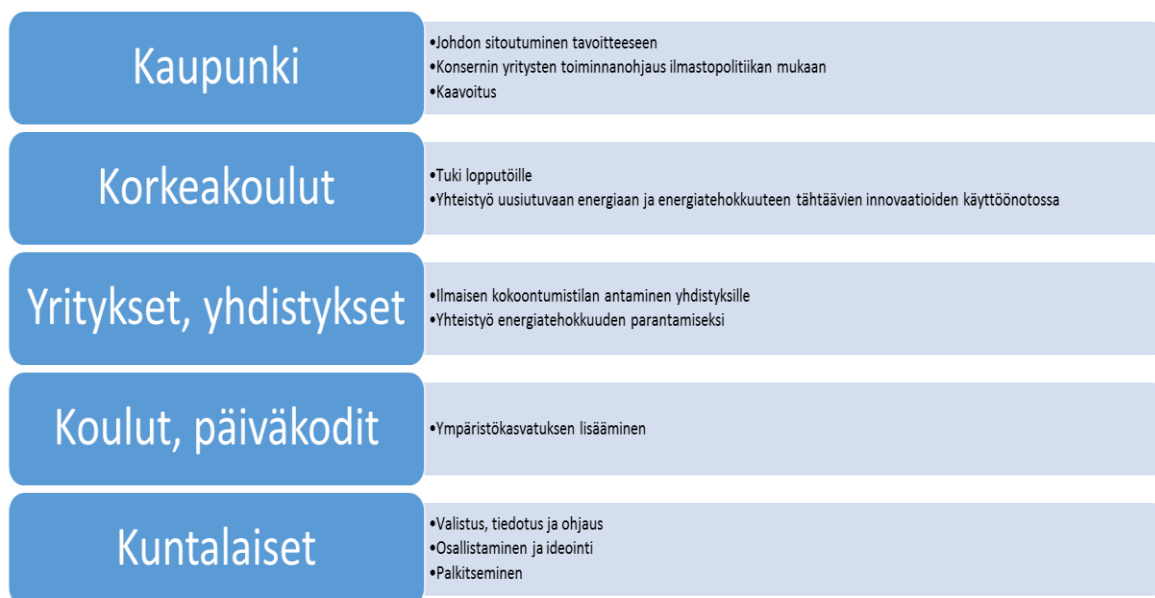 Kaupunki
•Johdon sitoutuminen tavoitteeseen
•Konsernin yritysten toiminnanohjaus ilmastopolitiikan mukaan
•Kaavoitus
Korkeakoulut
•Tuki lopputöille
•Yhteistyö uusiutuvaan energiaan ja energiatehokkuuteen tähtäävien innovaatioiden käyttöönotossa
Yritykset, yhdistykset
•Ilmaisen kokoontumistilan antaminen yhdistyksille
•Yhteistyö energiatehokkuuden parantamiseksi
Koulut, päiväkodit
•Ympäristökasvatuksen lisääminen
Kuntalaiset
•Valistus, tiedotus ja ohjaus
•Osallistaminen ja ideointi
•Palkitseminen